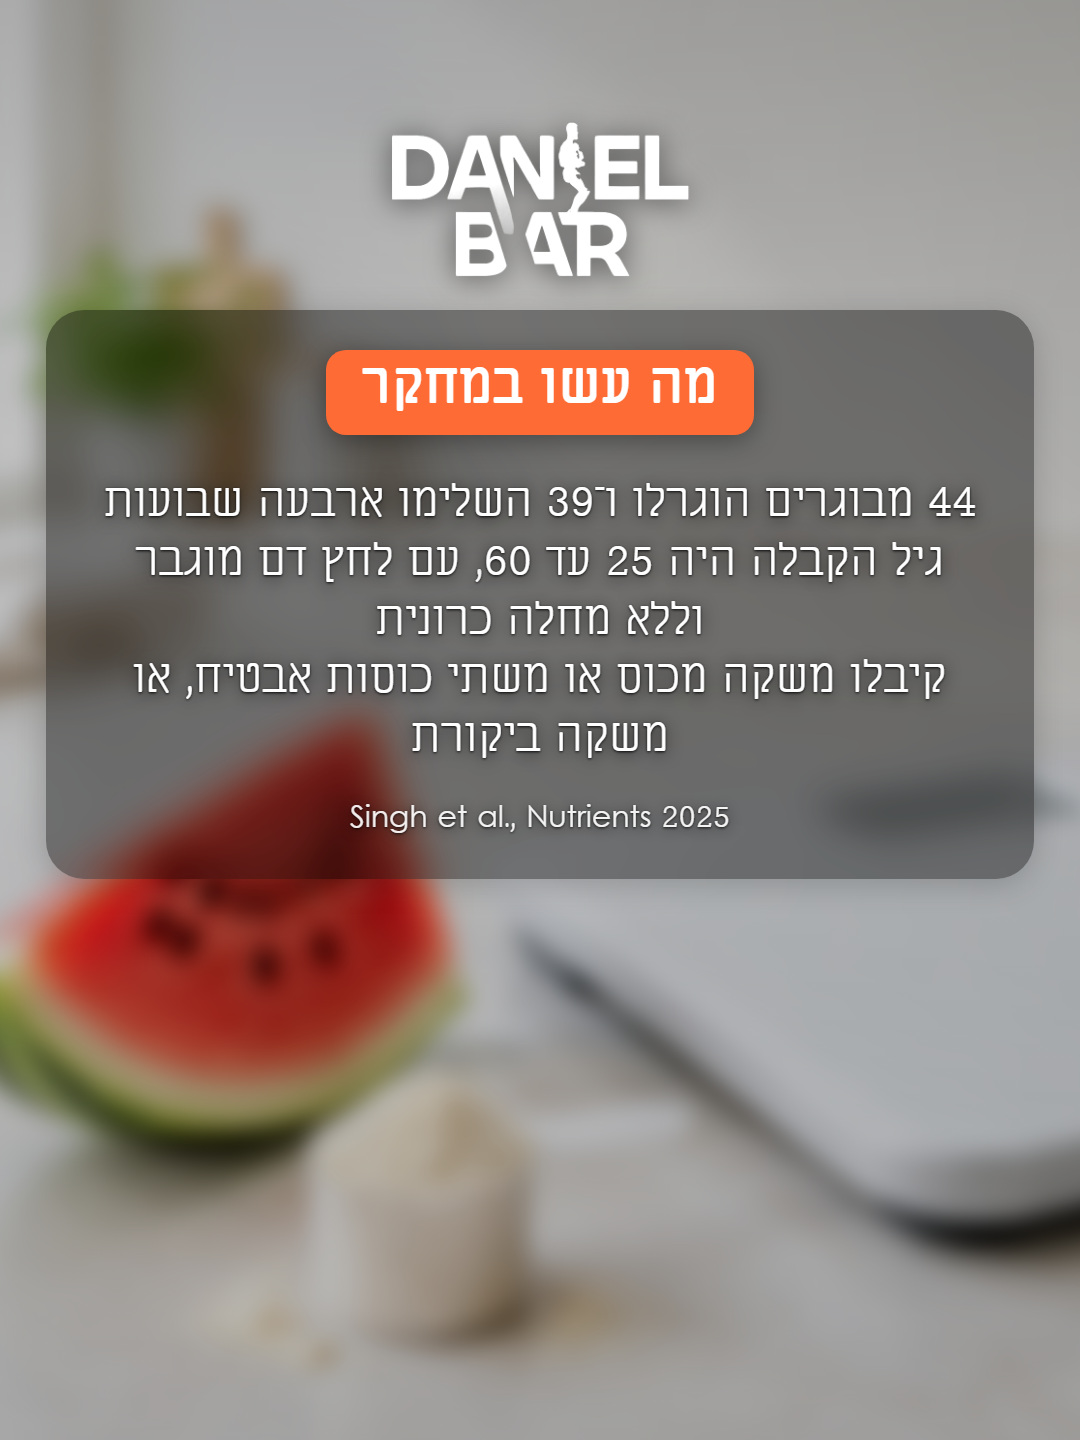 DANIEL
BAR
מה עשו במחקר
44 מבוגרים הוגרלו ו־39 השלימו ארבעה שבועות
גיל הקבלה היה 25 עד 60, עם לחץ דם מוגבר
וללא מחלה כרונית
קיבלו משקה מכוס או משתי כוסות אבטיח, או
משקה ביקורת
Singh et al., Nutrients 2025